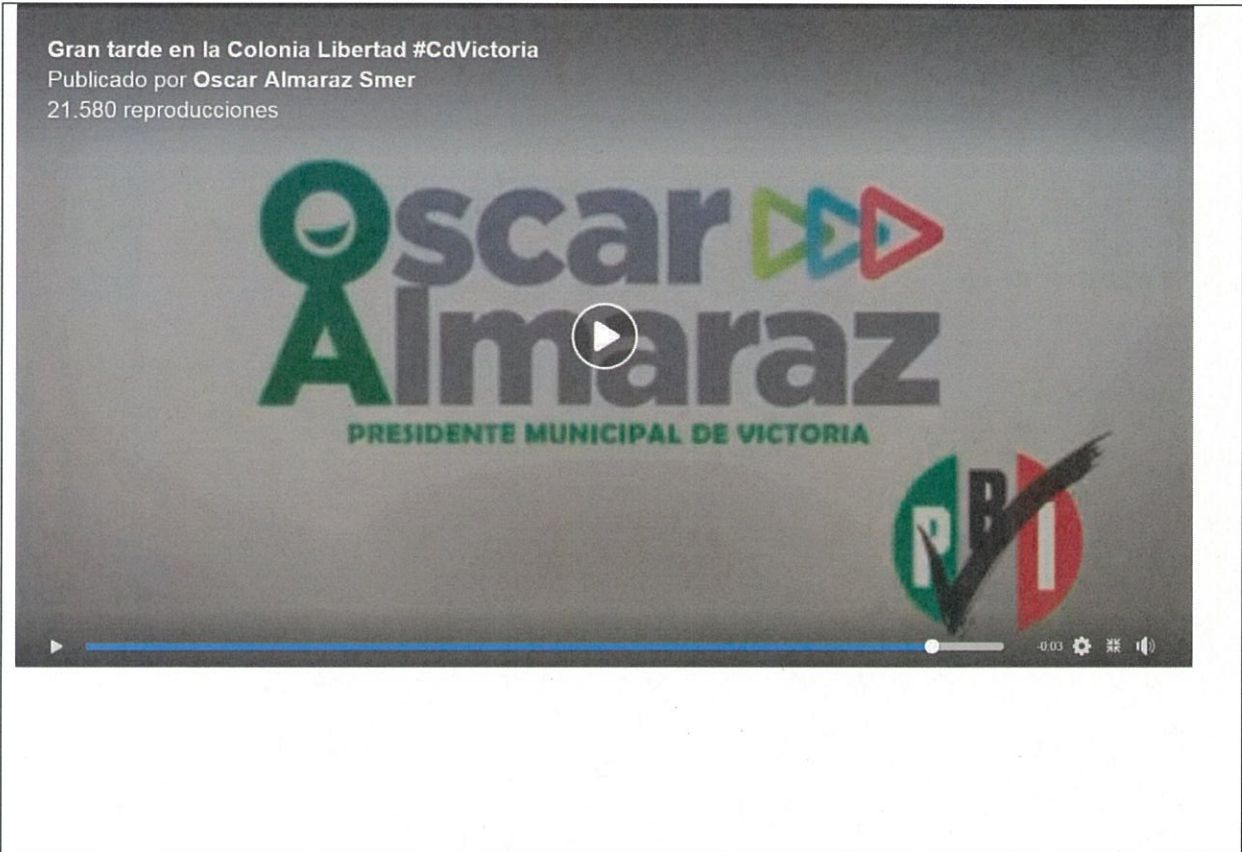 Gran tarde en la Colonia Libertad #CdVictoria
Publicado por Oscar Almaraz Smer
21.580 reproducciones
Oscar
Almaraz
PRESIDENTE MUNICIPAL DE VICTORIA
PRI
-0:03